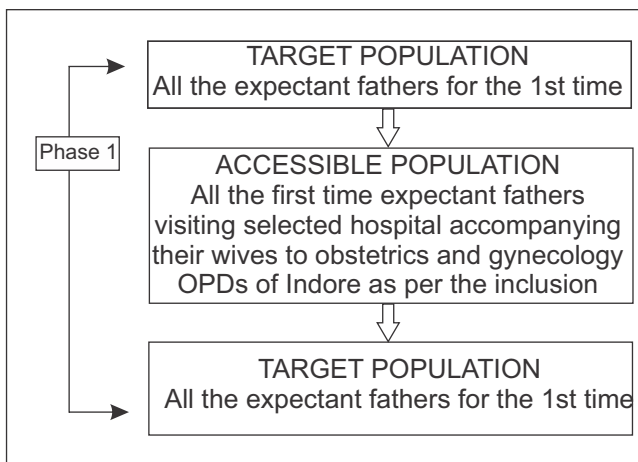 TARGET POPULATION
All the expectant fathers for the 1st time
Phase 1
ACCESSIBLE POPULATION
All the first time expectant fathers
visiting selected hospital accompanying
their wives to obstetrics and gynecology
OPDs of Indore as per the inclusion
TARGET POPULATION
All the expectant fathers for the 1st time